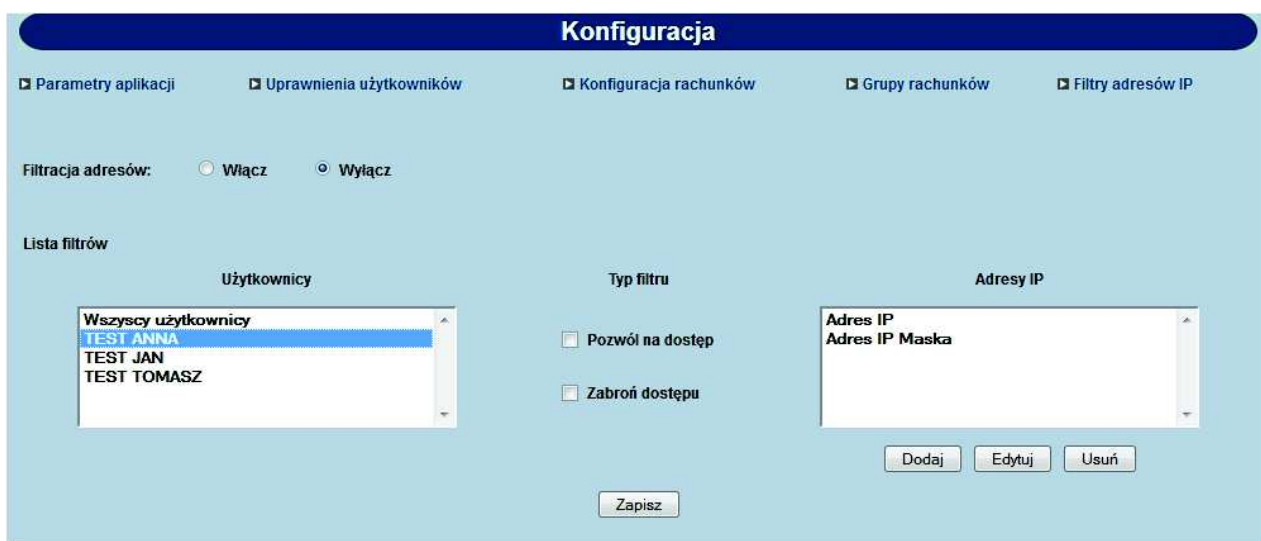 Konfiguracja
Parametry aplikacji Uprawnienia użytkowników Konfiguracja rachunków Grupy rachunków Filtry adresów IP
Filtracja adresów: Włącz Wyłącz
Lista filtrów
Użytkownicy Typ filtru Adresy IP
Wszyscy użytkownicy
TEST ANNA
TEST JAN
TEST TOMASZ
Pozwól na dostęp
Zabroń dostępu
Adres IP
Adres IP Maska
Dodaj Edytuj Usuń
Zapisz